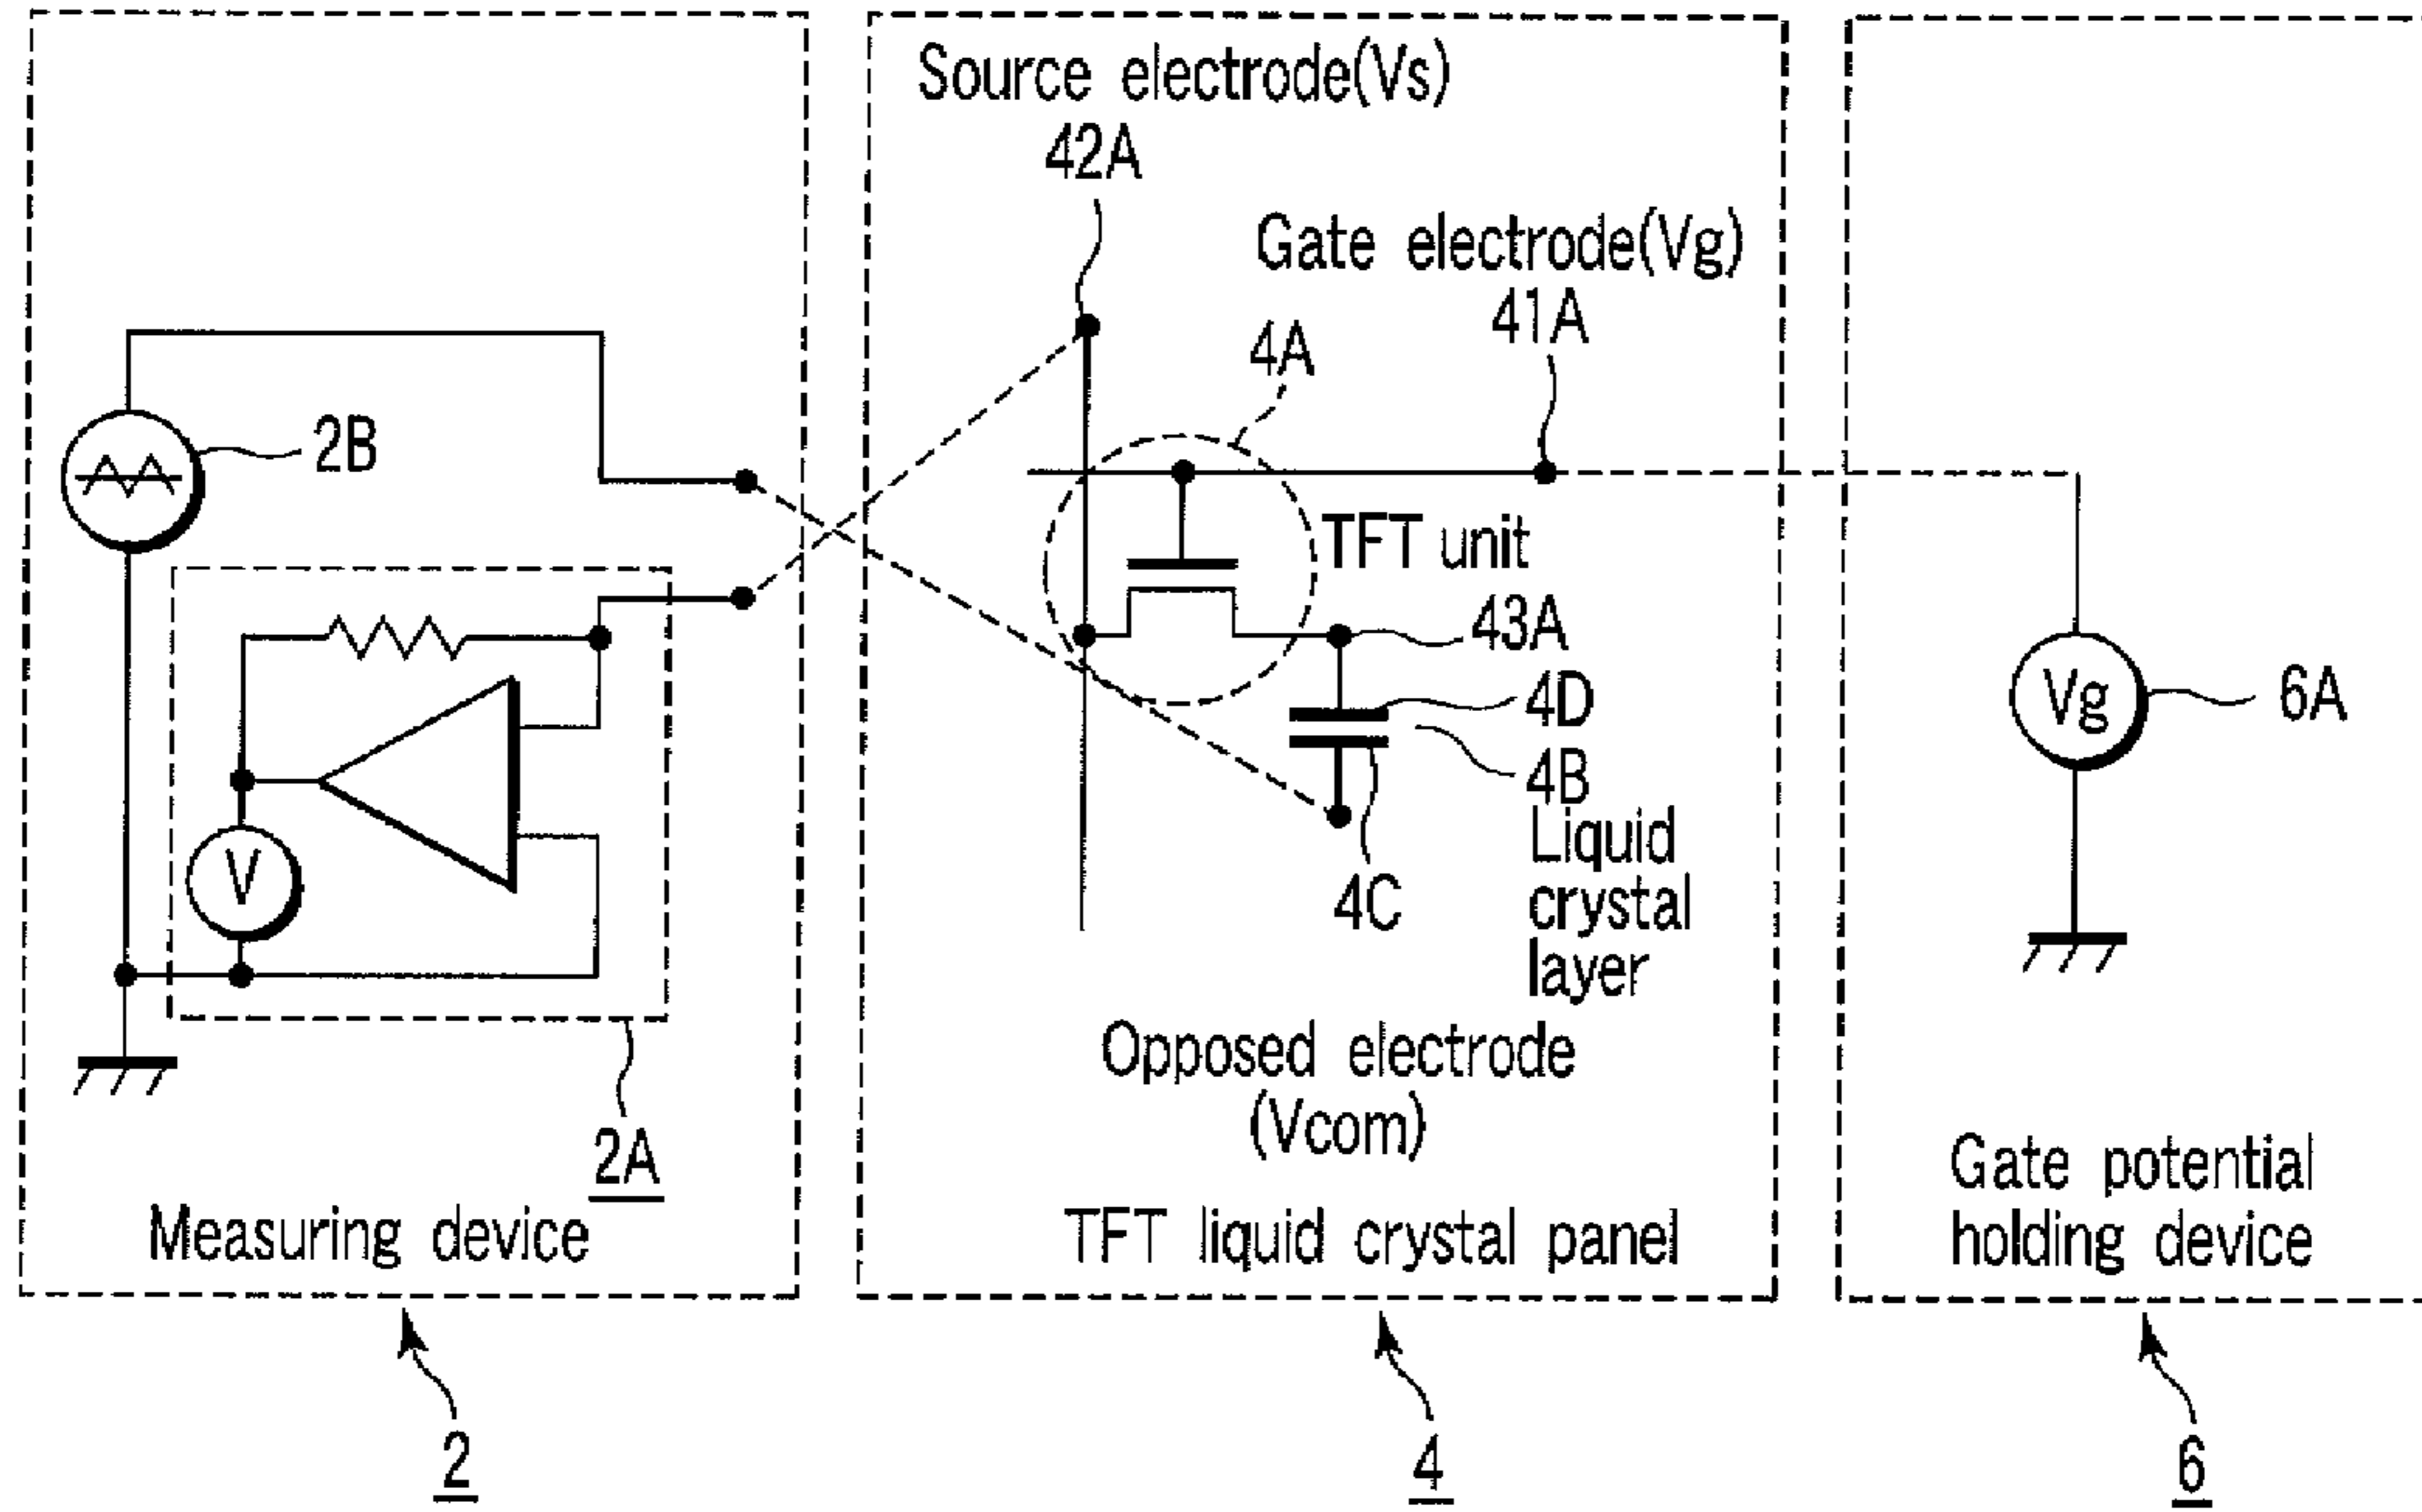 Source electrode(Vs)
42A
Gate electrode(Vg)
41A
4A
2B
TFT unit
43A
4D
4B
Liquid
crystal
layer
4C
V
Vg
6A
Opposed electrode
(Vcom)
2A
Measuring device
TFT liquid crystal panel
Gate potential
holding device
2
4
6